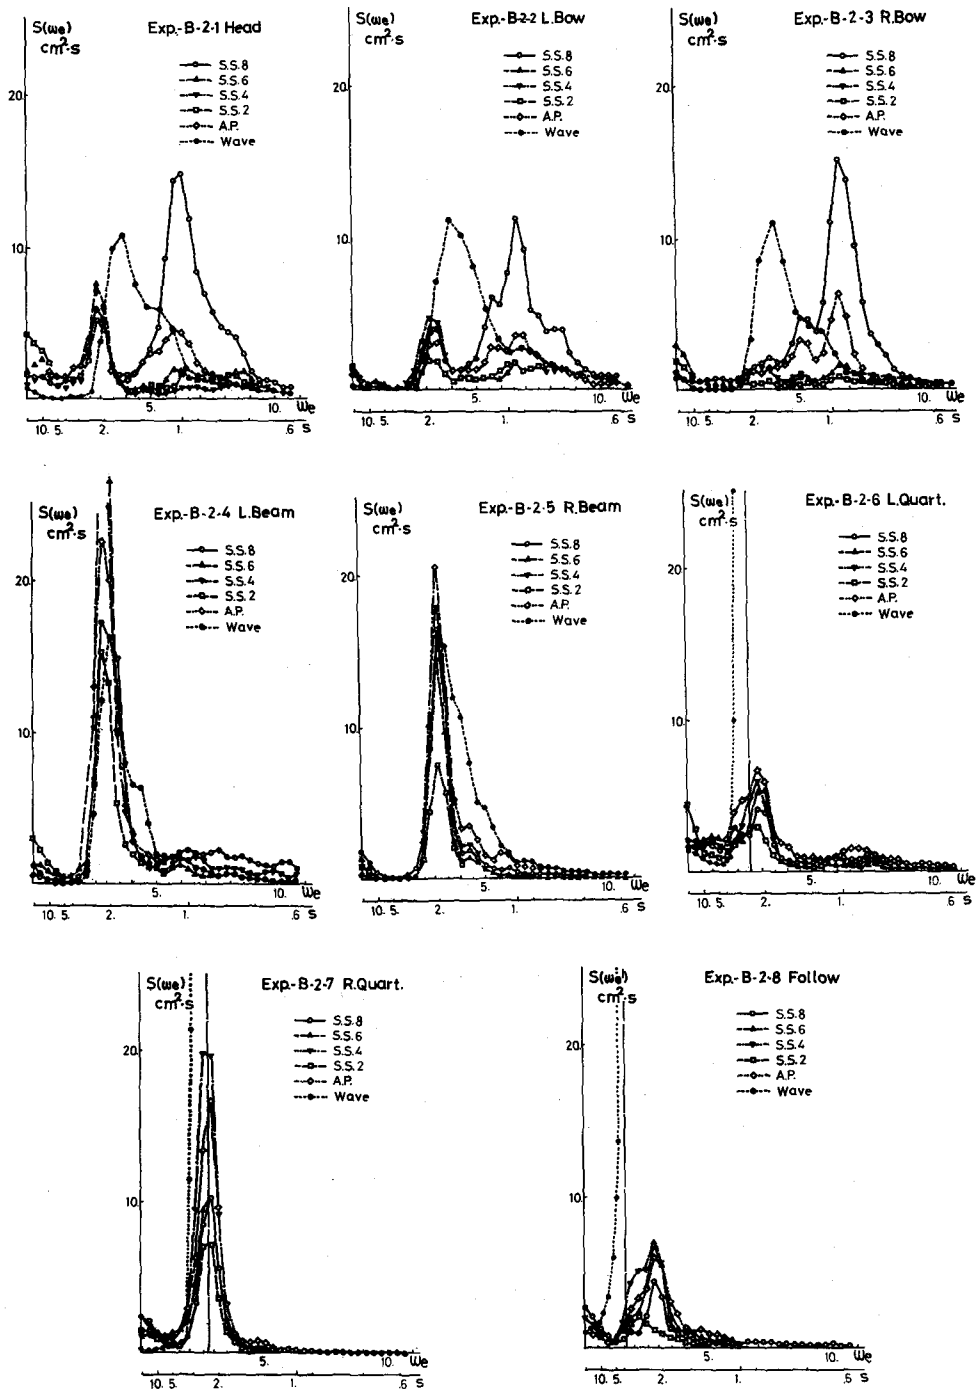 S(ωe)
cm²·s
Exp.-B-2-1 Head
S.S.8
S.S.6
S.S.4
S.S.2
A.P.
Wave
20.
10.
5. 10. ωe
10. 5. 2. 1. .6 s
S(ωe)
cm²·s
Exp.-B-2-2 L.Bow
S.S.8
S.S.6
S.S.4
S.S.2
A.P.
Wave
20.
10.
5. 10. ωe
10. 5. 2. 1. .6 s
S(ωe)
cm²·s
Exp.-B-2-3 R.Bow
S.S.8
S.S.6
S.S.4
S.S.2
A.P.
Wave
20.
10.
5. 10. ωe
10. 5. 2. 1. .6 s
S(ωe)
cm²·s
Exp.-B-2-4 L.Beam
S.S.8
S.S.6
S.S.4
S.S.2
A.P.
Wave
20.
10.
5. 10. ωe
10. 5. 2. 1. .6 s
S(ωe)
cm²·s
Exp.-B-2-5 R.Beam
S.S.8
S.S.6
S.S.4
S.S.2
A.P.
Wave
20.
10.
5. 10. ωe
10. 5. 2. 1. .6 s
S(ωe)
cm²·s
Exp.-B-2-6 L.Quart.
S.S.8
S.S.6
S.S.4
S.S.2
A.P.
Wave
20.
10.
5. 10. ωe
10. 5. 2. 1. .6 s
S(ωe)
cm²·s
Exp.-B-2-7 R.Quart.
S.S.8
S.S.6
S.S.4
S.S.2
A.P.
Wave
20.
10.
5. 10. ωe
10. 5. 2. 1. .6 s
S(ωe)
cm²·s
Exp.-B-2-8 Follow
S.S.8
S.S.6
S.S.4
S.S.2
A.P.
Wave
20.
10.
5. 10. ωe
10. 5. 2. 1. .6 s